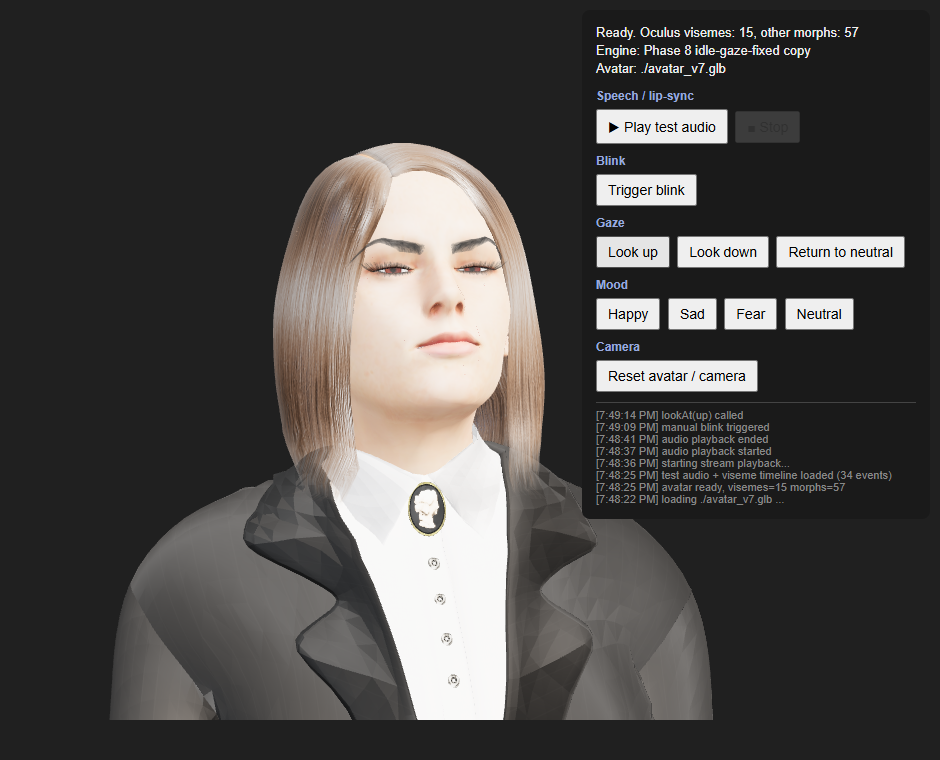 Ready. Oculus visemes: 15, other morphs: 57
Engine: Phase 8 idle-gaze-fixed copy
Avatar: ./avatar_v7.glb
Speech / lip-sync
▶ Play test audio ■ Stop
Blink
Trigger blink
Gaze
Look up Look down Return to neutral
Mood
Happy Sad Fear Neutral
Camera
Reset avatar / camera
[7:49:14 PM] lookAt(up) called
[7:49:09 PM] manual blink triggered
[7:48:41 PM] audio playback ended
[7:48:37 PM] audio playback started
[7:48:36 PM] starting stream playback...
[7:48:25 PM] test audio + viseme timeline loaded (34 events)
[7:48:25 PM] avatar ready, visemes=15 morphs=57
[7:48:22 PM] loading ./avatar_v7.glb ...